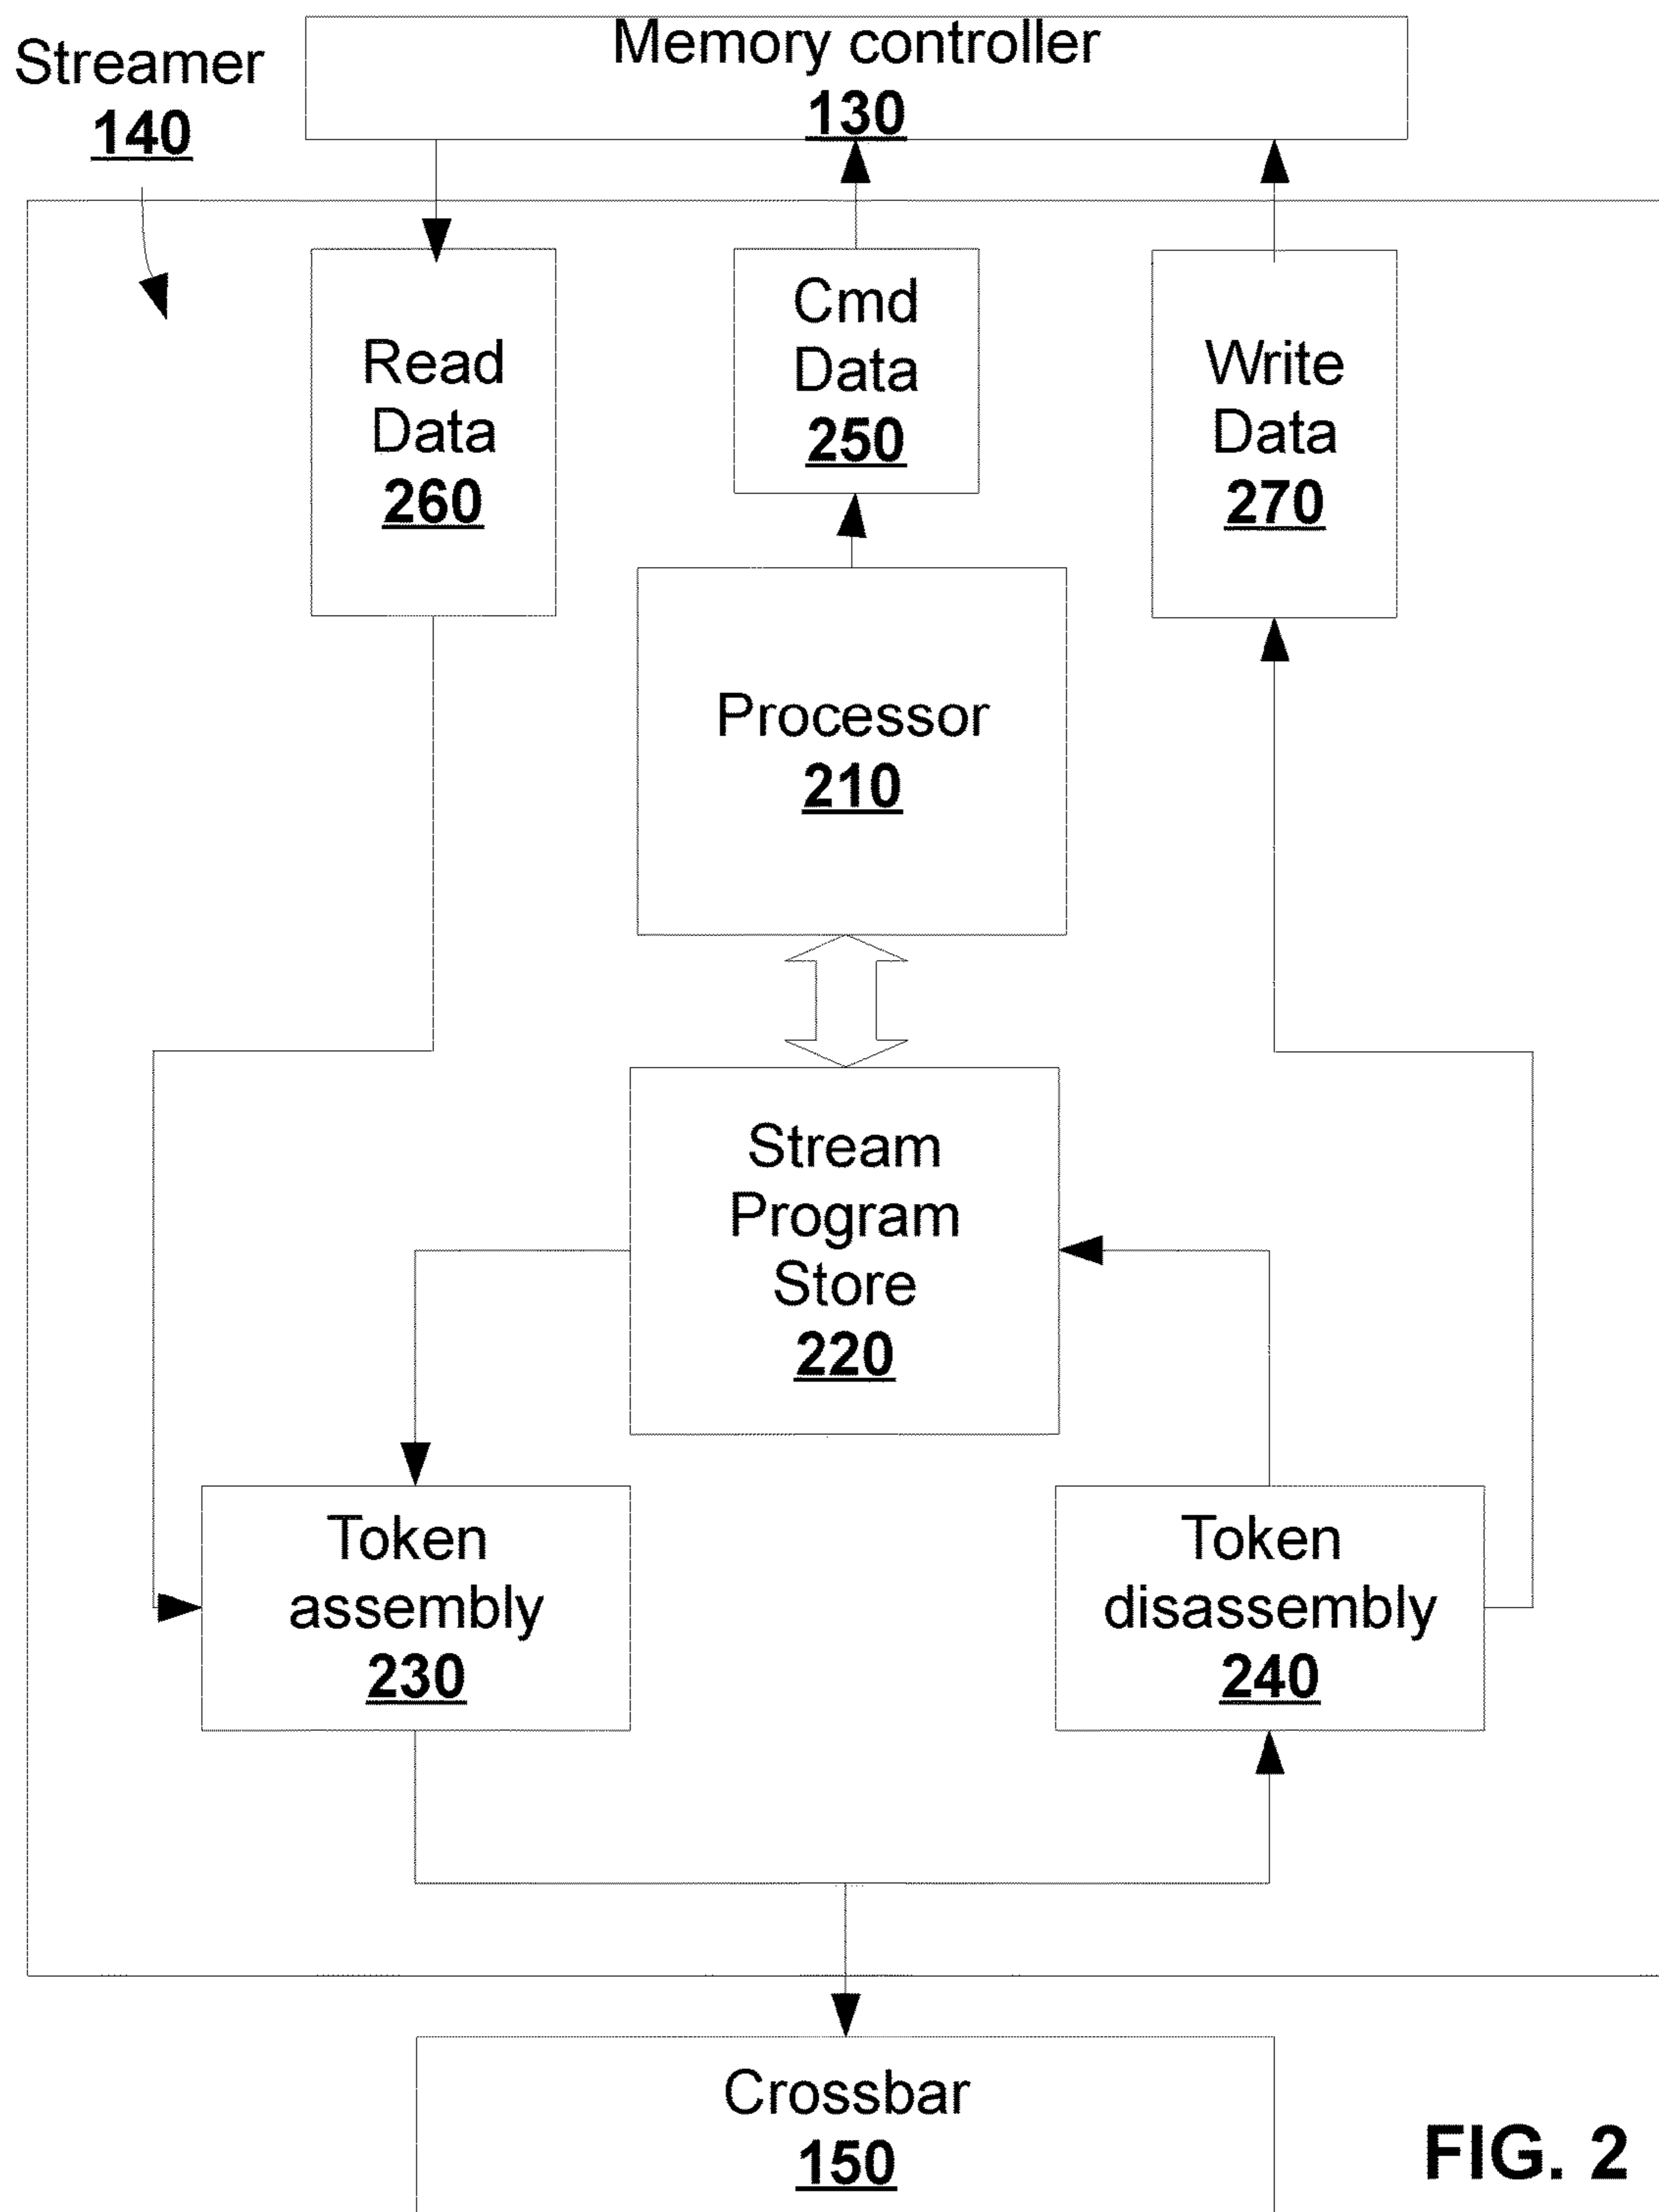 Streamer
140
Memory controller
130
Read
Data
260
Cmd
Data
250
Write
Data
270
Processor
210
Stream
Program
Store
220
Token
assembly
230
Token
disassembly
240
Crossbar
150
FIG. 2